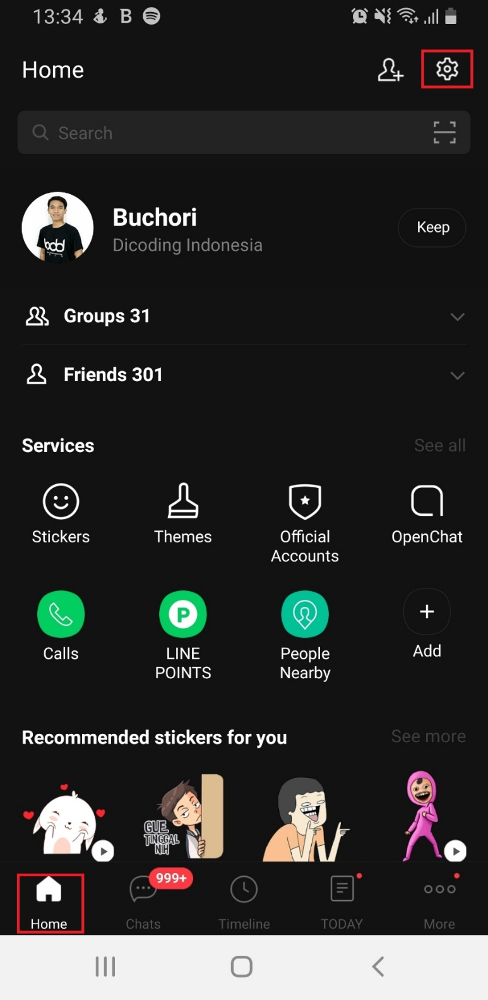 13:34
Home
Search
Buchori
Dicoding Indonesia
Keep
bdd
Groups 31
Friends 301
Services
See all
Stickers
Themes
Official
Accounts
OpenChat
Calls
LINE
POINTS
People
Nearby
Add
Recommended stickers for you
See more
GUE
TINGGAL
NIH
999+
Home
Chats
Timeline
TODAY
More